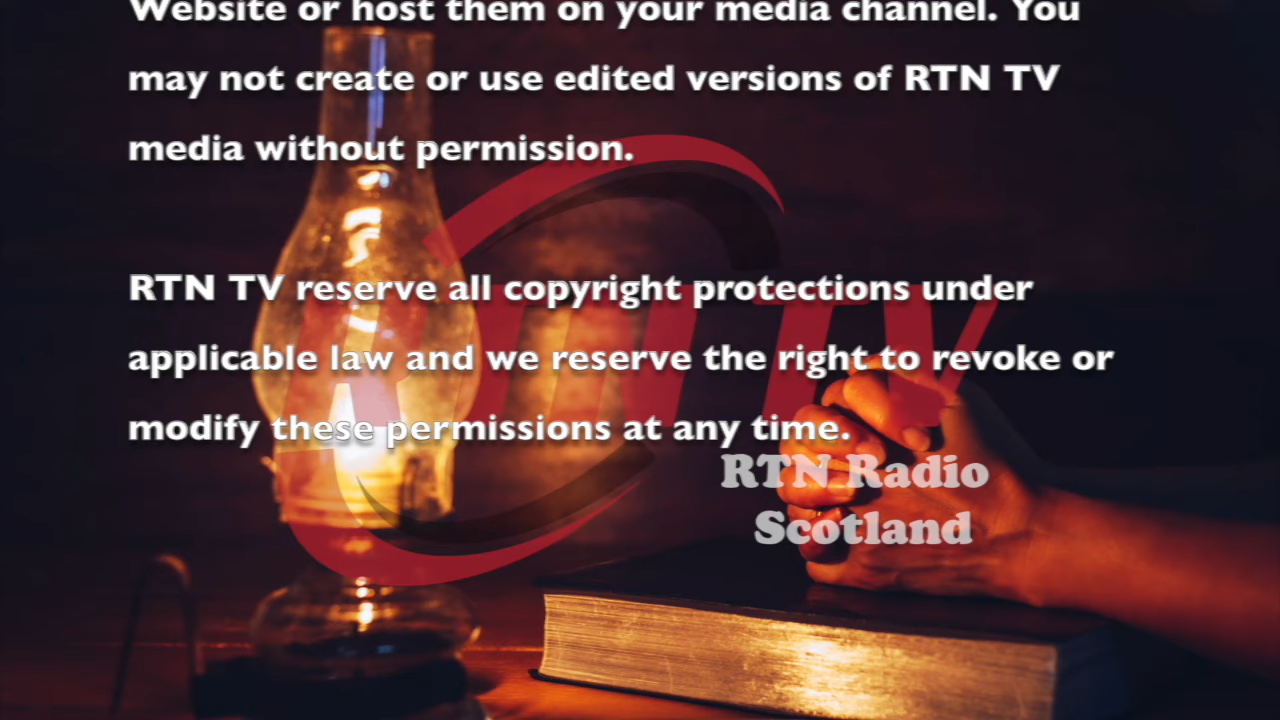 Website or host them on your media channel. You
may not create or use edited versions of RTN TV
media without permission.
RTN TV reserve all copyright protections under
applicable law and we reserve the right to revoke or
modify these permissions at any time.
RTN TV
RTN Radio
Scotland